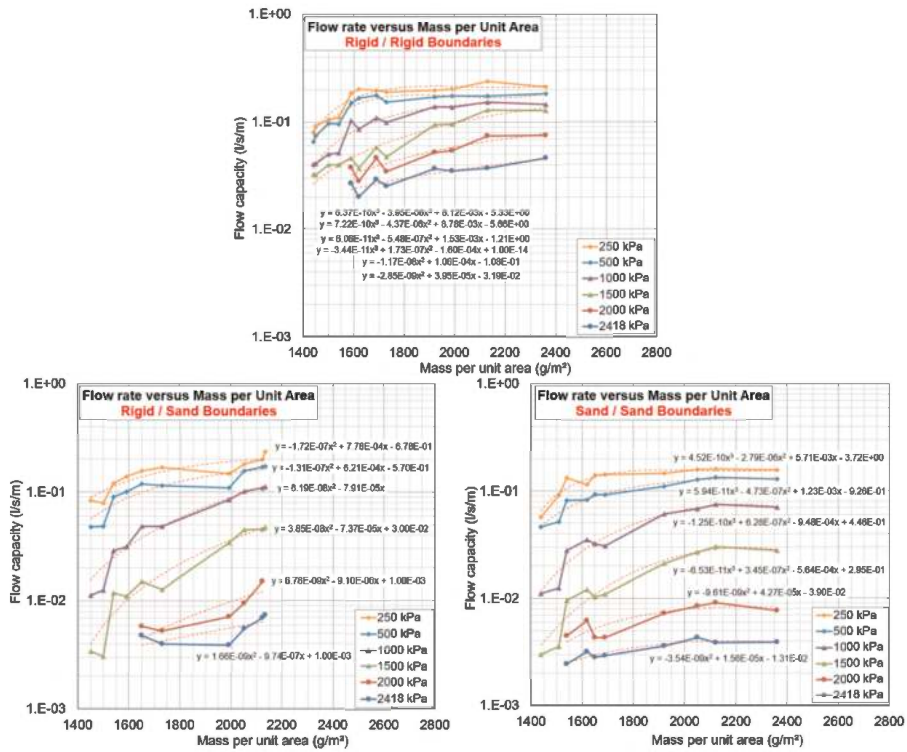 Flow rate versus Mass per Unit Area
Rigid / Rigid Boundaries
1.E+00
1.E-01
1.E-02
1.E-03
Flow capacity (l/s/m)
y = 6.37E-10x³ - 3.95E-06x² + 8.12E-03x - 5.33E+00
y = 7.22E-10x³ - 4.37E-06x² + 8.78E-03x - 5.66E+00
y = 6.06E-11x³ - 5.48E-07x² + 1.53E-03x - 1.21E+00
y = -3.44E-11x³ + 1.73E-07x² - 1.60E-04x + 1.00E-14
y = -1.17E-08x² + 1.06E-04x - 1.08E-01
y = -2.85E-09x² + 3.95E-05x - 3.19E-02
250 kPa
500 kPa
1000 kPa
1500 kPa
2000 kPa
2418 kPa
1400 1600 1800 2000 2200 2400 2600 2800
Mass per unit area (g/m²)
Flow rate versus Mass per Unit Area
Rigid / Sand Boundaries
1.E+00
1.E-01
1.E-02
1.E-03
Flow capacity (l/s/m)
y = -1.72E-07x² + 7.78E-04x - 6.78E-01
y = -1.31E-07x² + 6.21E-04x - 5.70E-01
y = 6.19E-08x² - 7.91E-05x
y = 3.85E-08x² - 7.37E-05x + 3.00E-02
y = 6.78E-09x² - 9.10E-06x + 1.00E-03
y = 1.66E-09x² - 9.74E-07x + 1.00E-03
250 kPa
500 kPa
1000 kPa
1500 kPa
2000 kPa
2418 kPa
1400 1600 1800 2000 2200 2400 2600 2800
Mass per unit area (g/m²)
Flow rate versus Mass per Unit Area
Sand / Sand Boundaries
1.E+00
1.E-01
1.E-02
1.E-03
Flow capacity (l/s/m)
y = 4.52E-10x³ - 2.79E-06x² + 5.71E-03x - 3.72E+00
y = 5.94E-11x³ - 4.73E-07x² + 1.23E-03x - 9.26E-01
y = -1.25E-10x³ + 6.28E-07x² - 9.48E-04x + 4.46E-01
y = -6.53E-11x³ + 3.45E-07x² - 5.64E-04x + 2.95E-01
y = -9.61E-09x² + 4.27E-05x - 3.90E-02
y = -3.54E-09x² + 1.56E-05x - 1.31E-02
250 kPa
500 kPa
1000 kPa
1500 kPa
2000 kPa
2418 kPa
1400 1600 1800 2000 2200 2400 2600 2800
Mass per unit area (g/m²)